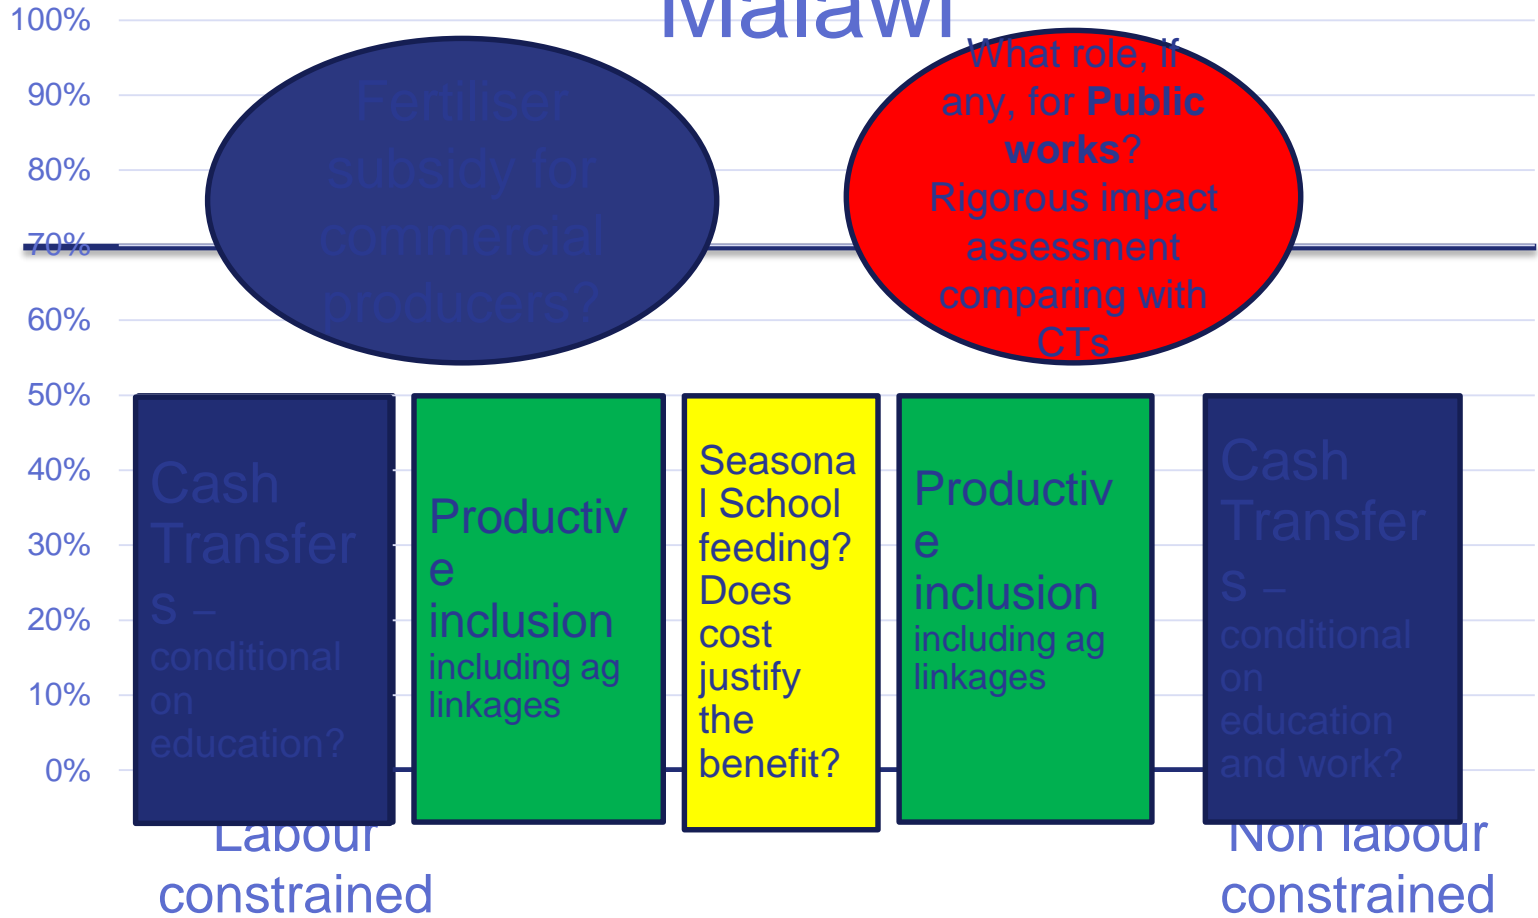 Malawi
100%
90%
80%
70%
60%
50%
40%
30%
20%
10%
0%
Fertiliser
subsidy for
commercial
producers?
What role, if
any, for Public
works?
Rigorous impact
assessment
comparing with
CTs
Cash
Transfer
s –
conditional
on
education?
Productiv
e
inclusion
including ag
linkages
Seasona
l School
feeding?
Does
cost
justify
the
benefit?
Productiv
e
inclusion
including ag
linkages
Cash
Transfer
s –
conditional
on
education
and work?
Labour
constrained
Non labour
constrained